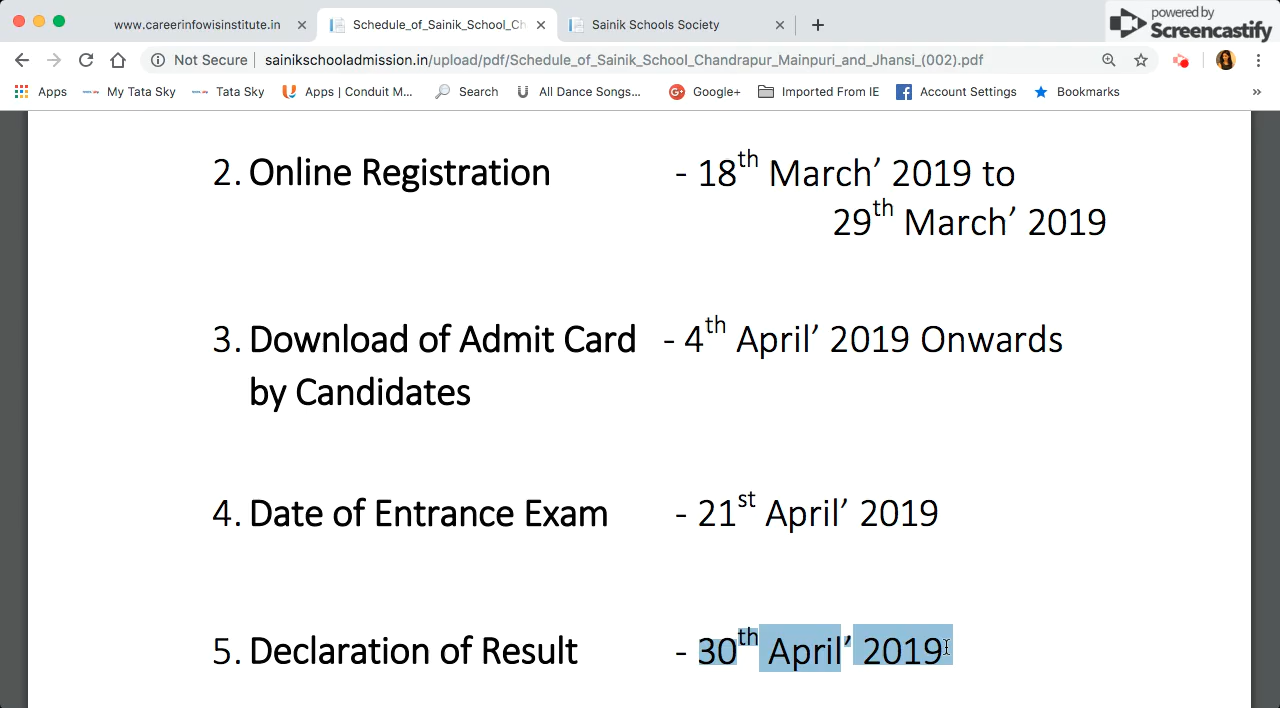 www.careerinfowisinstitute.in
Schedule_of_Sainik_School_Ch
Sainik Schools Society
powered by
Screencastify
Not Secure
sainikschooladmission.in/upload/pdf/Schedule_of_Sainik_School_Chandrapur_Mainpuri_and_Jhansi_(002).pdf
Apps My Tata Sky Tata Sky Apps | Conduit M... Search All Dance Songs... Google+ Imported From IE Account Settings Bookmarks »
2. Online Registration - 18th March’ 2019 to
29th March’ 2019
3. Download of Admit Card - 4th April’ 2019 Onwards
by Candidates
4. Date of Entrance Exam - 21st April’ 2019
5. Declaration of Result - 30th April’ 2019